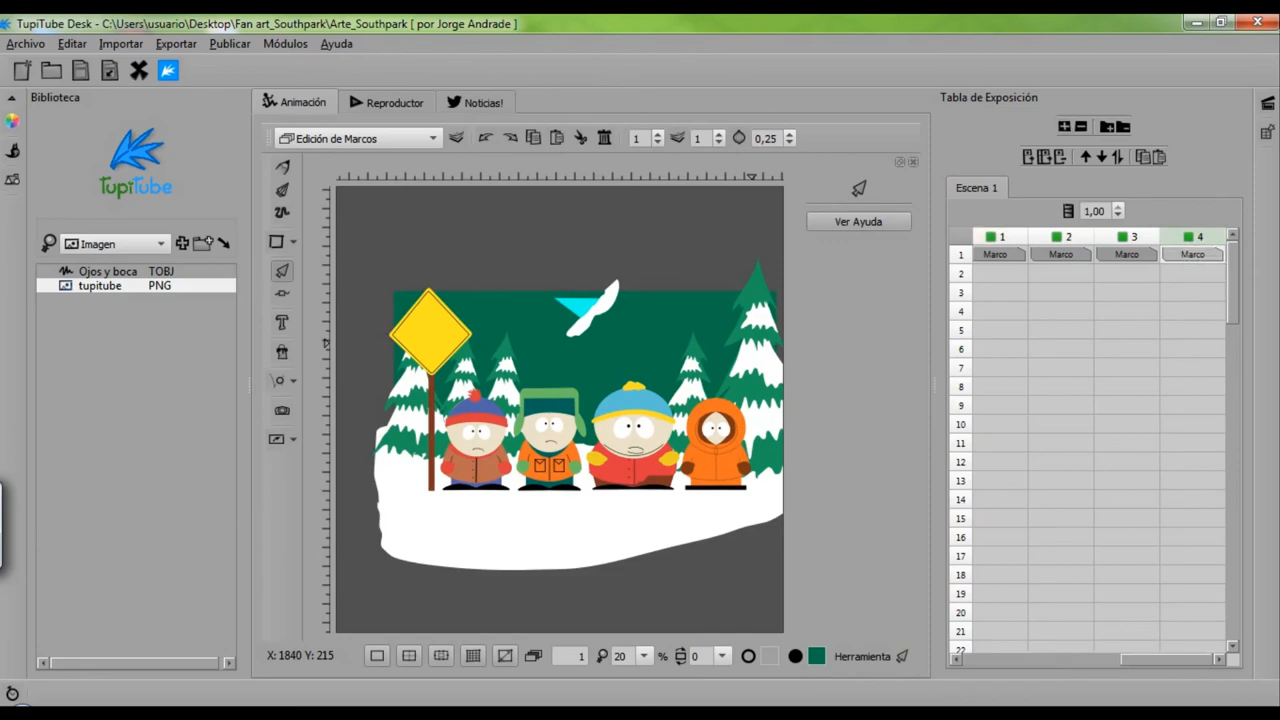 TupiTube Desk - C:\Users\usuario\Desktop\Fan art_Southpark\Arte_Southpark [ por Jorge Andrade ]
Archivo Editar Importar Exportar Publicar Módulos Ayuda
Biblioteca
TupiTube
Imagen
Ojos y boca TOBJ
tupitube PNG
Animación Reproductor Noticias!
Edición de Marcos 1 1 0,25
Ver Ayuda
X: 1840 Y: 215 1 20 % 0 Herramienta
Tabla de Exposición
Escena 1
1,00
1 2 3 4
1 Marco Marco Marco Marco
2
3
4
5
6
7
8
9
10
11
12
13
14
15
16
17
18
19
20
21
22